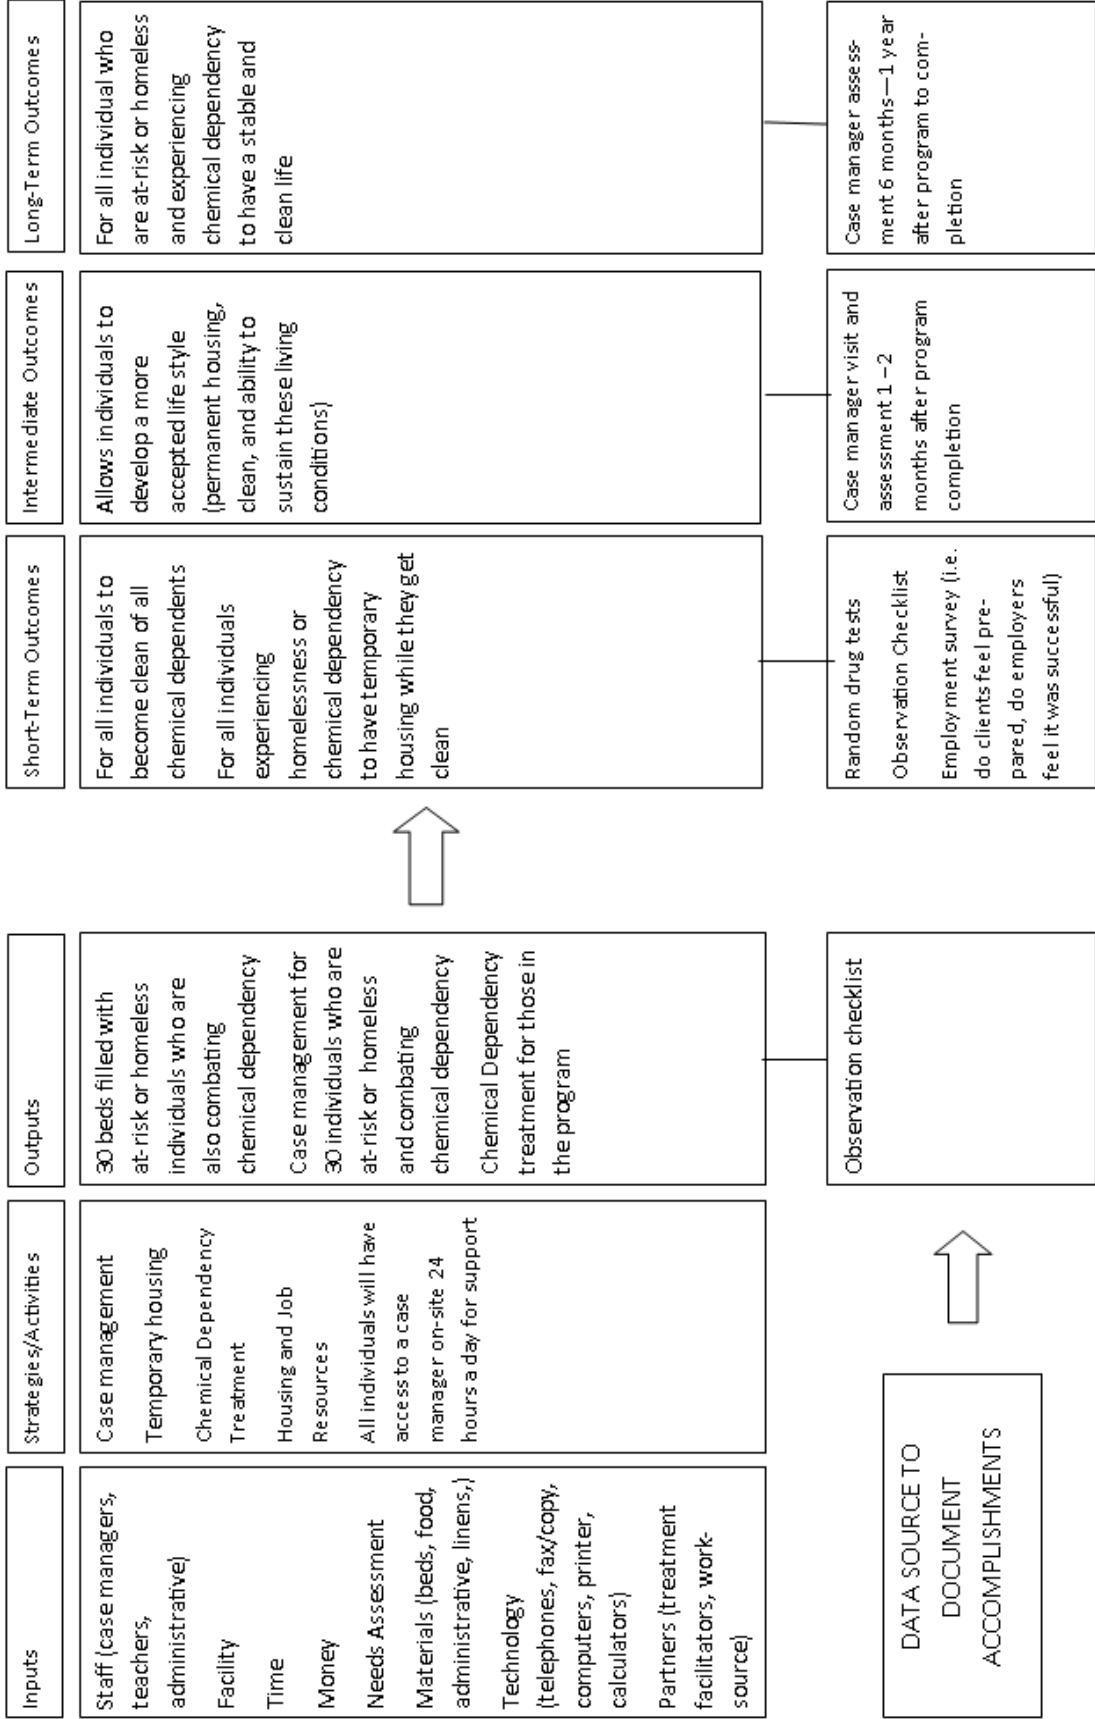 Inputs
Staff (case managers,
teachers,
administrative)
Facility
Time
Money
Needs Assessment
Materials (beds, food,
administrative, linens,)
Technology
(telephones, fax/copy,
computers, printer,
calculators)
Partners (treatment
facilitators, work-
source)
Strategies/Activities
Case management
Temporary housing
Chemical Dependency
Treatment
Housing and Job
Resources
All individuals will have
access to a case
manager on-site 24
hours a day for support
Outputs
30 beds filled with
at-risk or homeless
individuals who are
also combating
chemical dependency
Case management for
30 individuals who are
at-risk or homeless
and combating
chemical dependency
Chemical Dependency
treatment for those in
the program
Short-Term Outcomes
For all individuals to
become clean of all
chemical dependents
For all individuals
experiencing
homelessness or
chemical dependency
to have temporary
housing while they get
clean
Intermediate Outcomes
Allows individuals to
develop a more
accepted life style
(permanent housing,
clean, and ability to
sustain these living
conditions)
Long-Term Outcomes
For all individual who
are at-risk or homeless
and experiencing
chemical dependency
to have a stable and
clean life
DATA SOURCE TO
DOCUMENT
ACCOMPLISHMENTS
Observation checklist
Random drug tests
Observation Checklist
Employment survey (i.e.
do clients feel pre-
pared, do employers
feel it was successful)
Case manager visit and
assessment 1 – 2
months after program
completion
Case manager assess-
ment 6 months—1 year
after program to com-
pletion